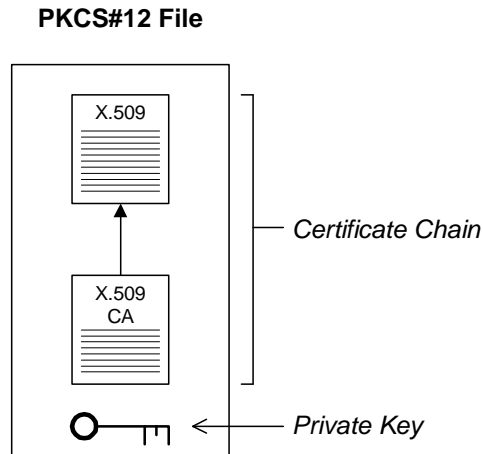 PKCS#12 File
X.509
Certificate Chain
X.509
CA
Private Key